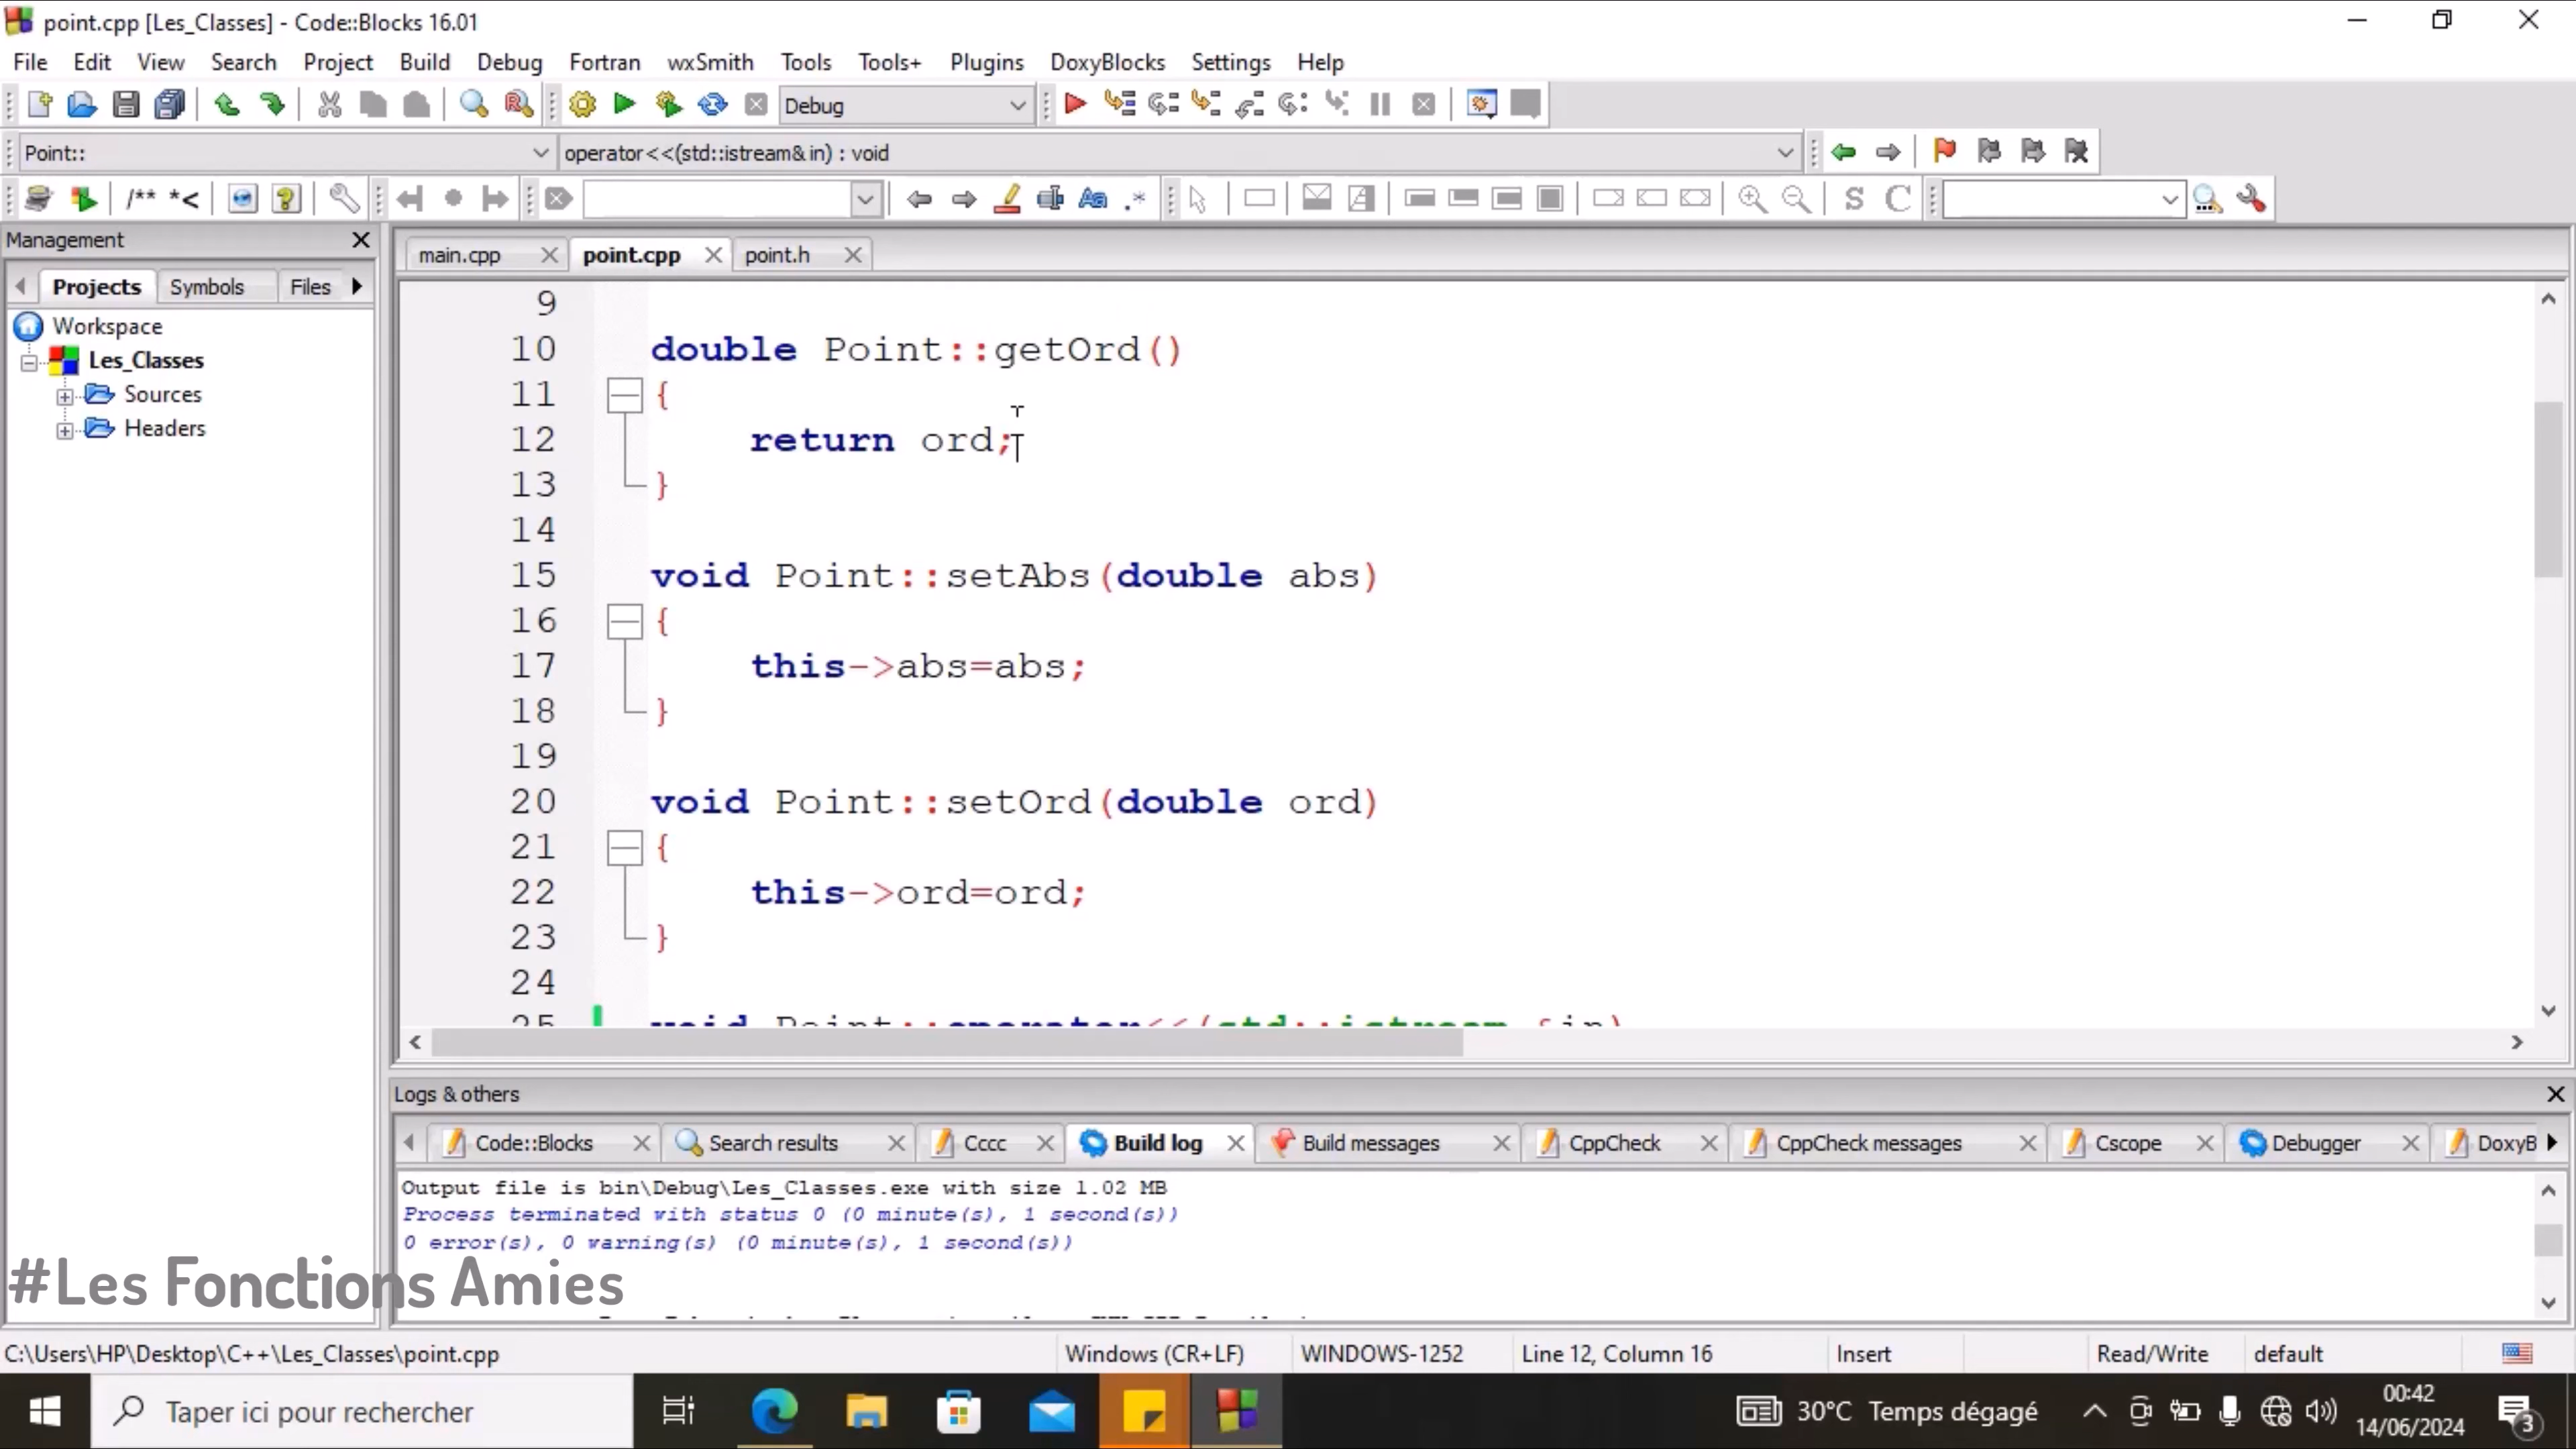 point.cpp [Les_Classes] - Code::Blocks 16.01
File Edit View Search Project Build Debug Fortran wxSmith Tools Tools+ Plugins DoxyBlocks Settings Help
Debug
Point:: operator<<(std::istream& in) : void
/** *< Aa .* S C
Management
main.cpp point.cpp point.h
Projects Symbols Files
Workspace
Les_Classes
Sources
Headers
9
10 double Point::getOrd()
11 {
12 return ord;
13 }
14
15 void Point::setAbs(double abs)
16 {
17 this->abs=abs;
18 }
19
20 void Point::setOrd(double ord)
21 {
22 this->ord=ord;
23 }
24
25 void Point::operator<<(std::istream &in)
Logs & others
Code::Blocks Search results Cccc Build log Build messages CppCheck CppCheck messages Cscope Debugger DoxyB
Output file is bin\Debug\Les_Classes.exe with size 1.02 MB
Process terminated with status 0 (0 minute(s), 1 second(s))
0 error(s), 0 warning(s) (0 minute(s), 1 second(s))
#Les Fonctions Amies
C:\Users\HP\Desktop\C++\Les_Classes\point.cpp Windows (CR+LF) WINDOWS-1252 Line 12, Column 16 Insert Read/Write default
Taper ici pour rechercher
30°C Temps dégagé
00:42
14/06/2024
3